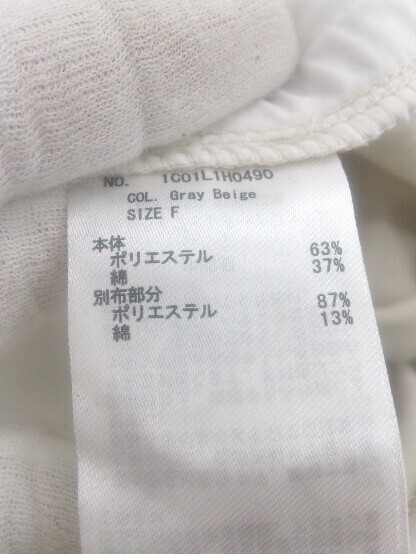 NO. 1C01L1H0490
COL. Gray Beige
SIZE F
本体
ポリエステル 63%
綿 37%
別布部分
ポリエステル 87%
綿 13%